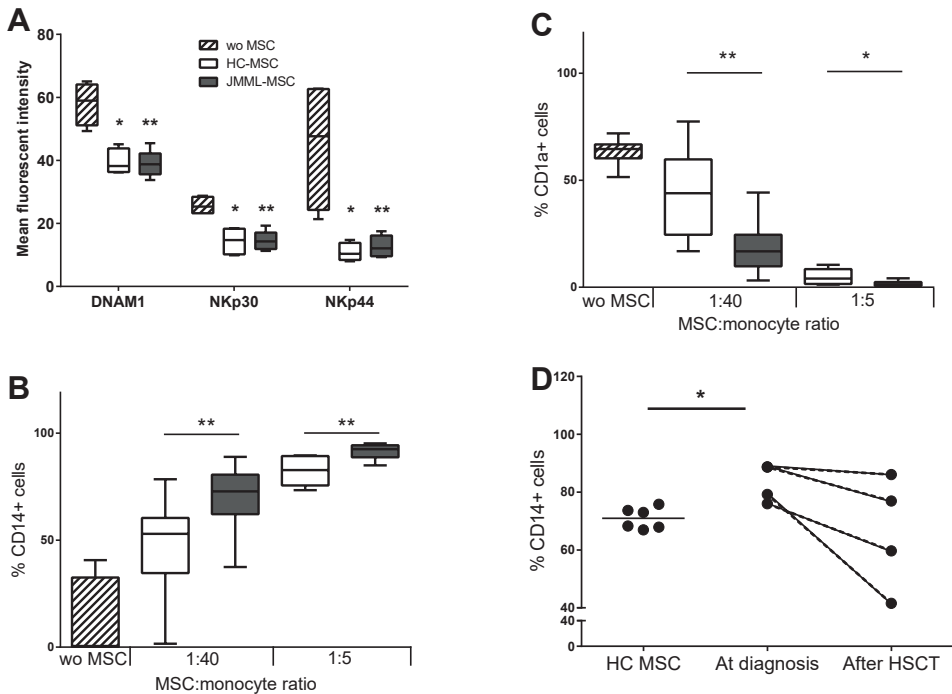 A
Mean fluorescent intensity
80
60
40
20
0
wo MSC
HC-MSC
JMML-MSC
* **
* **
* **
DNAM1 NKp30 NKp44
B
% CD14+ cells
100
50
0
** **
wo MSC 1:40 1:5
MSC:monocyte ratio
C
% CD1a+ cells
100
50
0
** *
wo MSC 1:40 1:5
MSC:monocyte ratio
D
% CD14+ cells
120
100
80
60
40
40
0
*
HC MSC At diagnosis After HSCT